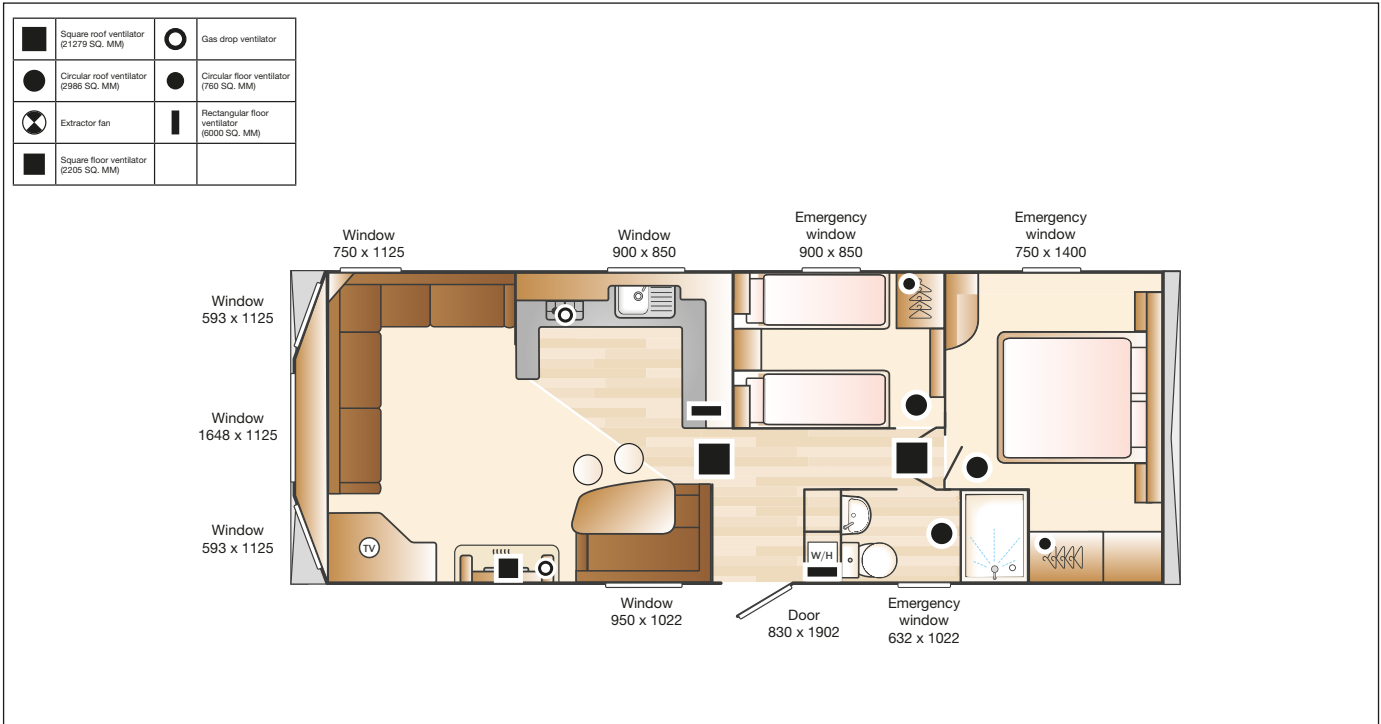 Square roof ventilator
(21279 SQ. MM)
Gas drop ventilator
Circular roof ventilator
(2986 SQ. MM)
Circular floor ventilator
(760 SQ. MM)
Extractor fan
Rectangular floor
ventilator
(6000 SQ. MM)
Square floor ventilator
(2205 SQ. MM)
Window
750 x 1125
Window
900 x 850
Emergency
window
900 x 850
Emergency
window
750 x 1400
Window
593 x 1125
Window
1648 x 1125
Window
593 x 1125
TV
W/H
Window
950 x 1022
Door
830 x 1902
Emergency
window
632 x 1022